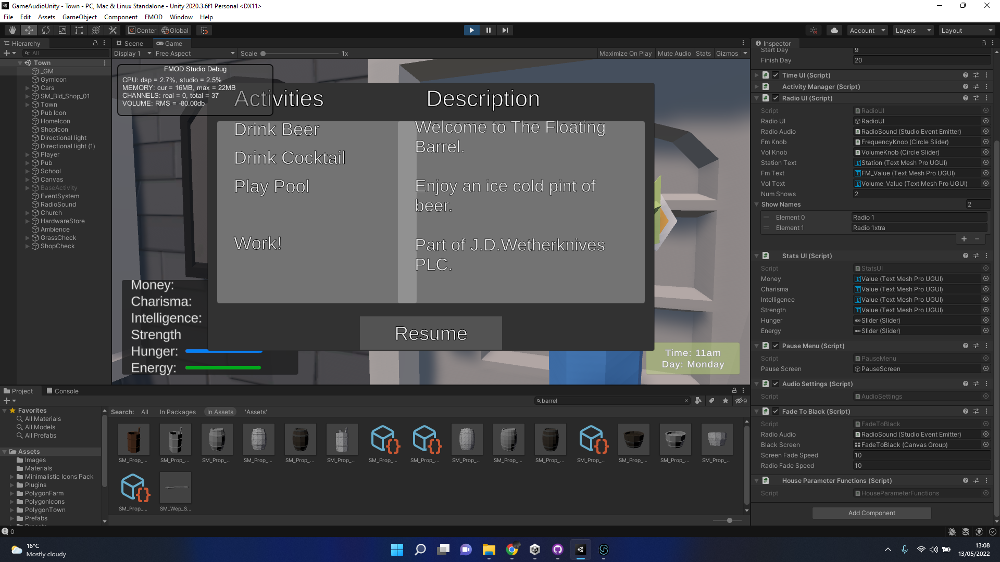 GameAudioUnity - Town - PC, Mac & Linux Standalone - Unity 2020.3.6f1 Personal <DX11>
File Edit Assets GameObject Component FMOD Window Help
Center Global Account Layers Layout
Hierarchy
All
Town
_GM
GymIcon
Cars
SM_Bld_Shop_01
Town
Pub Icon
HomeIcon
ShopIcon
Directional light
Directional light (1)
Player
Pub
School
Canvas
BaseActivity
EventSystem
RadioSound
Church
HardwareStore
Ambience
GrassCheck
ShopCheck
Scene Game
Display 1 Free Aspect Scale 1x Maximize On Play Mute Audio Stats Gizmos
FMOD Studio Debug
CPU: dsp = 2.7%, studio = 2.5%
MEMORY: cur = 16MB, max = 22MB
CHANNELS: real = 0, total = 37
VOLUME: RMS = -80.00db
Activities
Drink Beer
Drink Cocktail
Play Pool
Work!
Description
Welcome to The Floating
Barrel.
Enjoy an ice cold pint of
beer.
Part of J.D.Wetherknives
PLC.
Resume
Money:
Charisma:
Intelligence:
Strength
Hunger:
Energy:
Time: 11am
Day: Monday
Inspector
Start Day 9
Finish Day 20
Time UI (Script)
Activity Manager (Script)
Radio UI (Script)
Script RadioUI
Radio UI RadioUI
Radio Audio RadioSound (Studio Event Emitter)
Fm Knob FrequencyKnob (Circle Slider)
Vol Knob VolumeKnob (Circle Slider)
Station Text Station (Text Mesh Pro UGUI)
Fm Text FM_Value (Text Mesh Pro UGUI)
Vol Text Volume_Value (Text Mesh Pro UGUI)
Num Shows 2
Show Names 2
Element 0 Radio 1
Element 1 Radio 1xtra
Stats UI (Script)
Script StatsUI
Money Value (Text Mesh Pro UGUI)
Charisma Value (Text Mesh Pro UGUI)
Intelligence Value (Text Mesh Pro UGUI)
Strength Value (Text Mesh Pro UGUI)
Hunger Slider (Slider)
Energy Slider (Slider)
Pause Menu (Script)
Script PauseMenu
Pause Screen PauseScreen
Audio Settings (Script)
Script AudioSettings
Fade To Black (Script)
Script FadeToBlack
Radio Audio RadioSound (Studio Event Emitter)
Black Screen FadeToBlack (Canvas Group)
Screen Fade Speed 10
Radio Fade Speed 10
House Parameter Functions (Script)
Script HouseParameterFunctions
Add Component
Project Console
barrel
9
Favorites
All Materials
All Models
All Prefabs
Assets
Images
Materials
Minimalistic Icons Pack
Plugins
PolygonFarm
PolygonIcons
PolygonTown
Prefabs
Search: All In Packages In Assets 'Assets'
SM_Prop_... SM_Prop_... SM_Prop_... SM_Prop_... SM_Prop_... SM_Prop_... SM_Prop_... SM_Prop_... SM_Prop_... SM_Prop_... SM_Prop_... SM_Prop_... SM_Prop_... SM_Prop_... SM_Prop_...
SM_Prop_... SM_Wep_S...
0
16°C
Mostly cloudy
13:08
13/05/2022